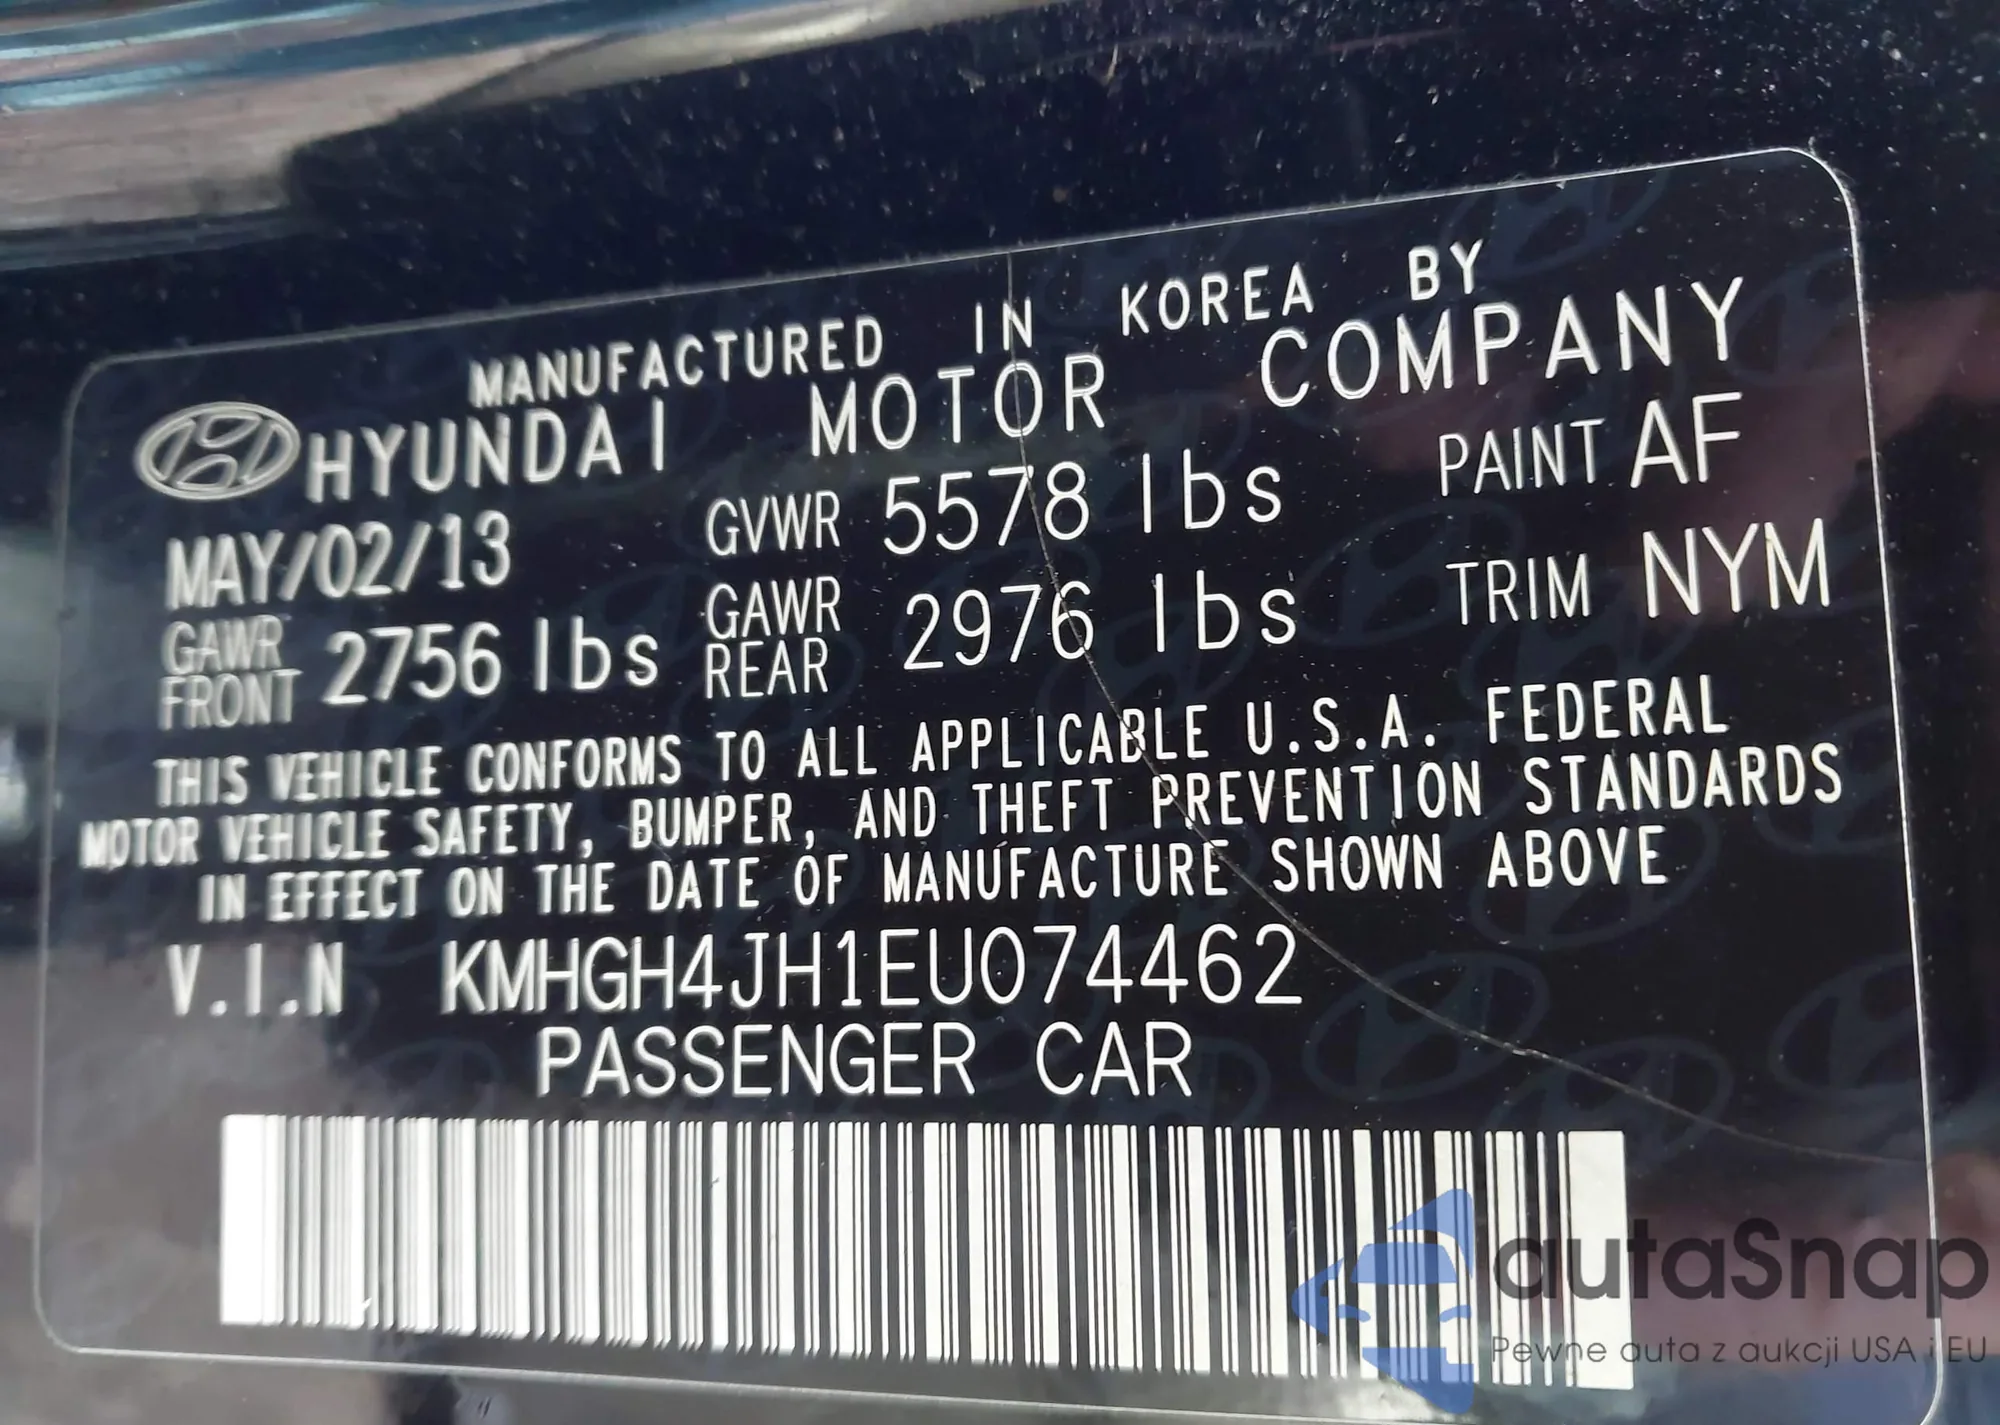 MANUFACTURED IN KOREA BY
HYUNDAI MOTOR COMPANY
MAY/02/13 GVWR 5578 lbs PAINT AF
GAWR FRONT 2756 lbs GAWR REAR 2976 lbs TRIM NYM
THIS VEHICLE CONFORMS TO ALL APPLICABLE U.S.A. FEDERAL
MOTOR VEHICLE SAFETY, BUMPER, AND THEFT PREVENTION STANDARDS
IN EFFECT ON THE DATE OF MANUFACTURE SHOWN ABOVE
V.I.N KMHGH4JH1EU074462
PASSENGER CAR
autaSnap
Pewne auta z aukcji USA i EU